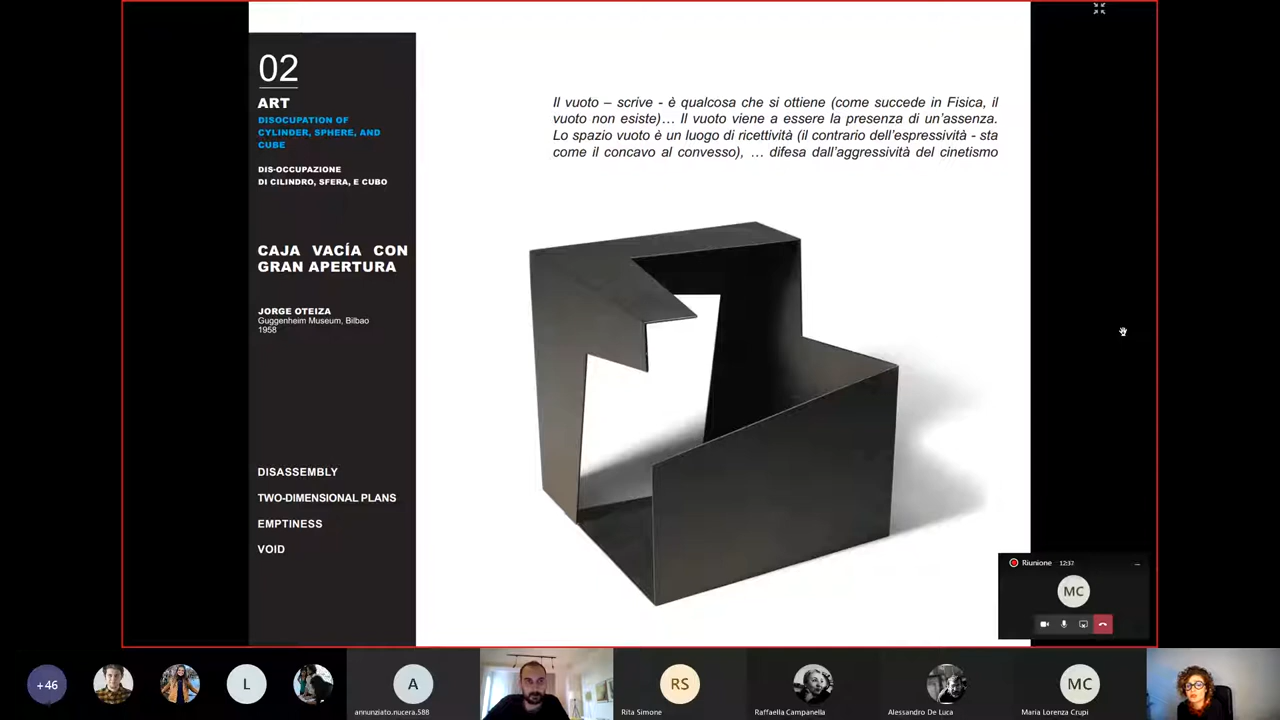 02
ART
DISOCUPATION OF
CYLINDER, SPHERE, AND
CUBE
DIS-OCCUPAZIONE
DI CILINDRO, SFERA, E CUBO
CAJA VACÍA CON
GRAN APERTURA
JORGE OTEIZA
Guggenheim Museum, Bilbao
1958
DISASSEMBLY
TWO-DIMENSIONAL PLANS
EMPTINESS
VOID
Il vuoto – scrive - è qualcosa che si ottiene (come succede in Fisica, il
vuoto non esiste)… Il vuoto viene a essere la presenza di un’assenza.
Lo spazio vuoto è un luogo di ricettività (il contrario dell’espressività - sta
come il concavo al convesso), … difesa dall’aggressività del cinetismo
Riunione 12:37
MC
+46
L
A
annunziato.nucera.588
RS
Rita Simone
Raffaella Campanella
Alessandro De Luca
MC
Maria Lorenza Crupi